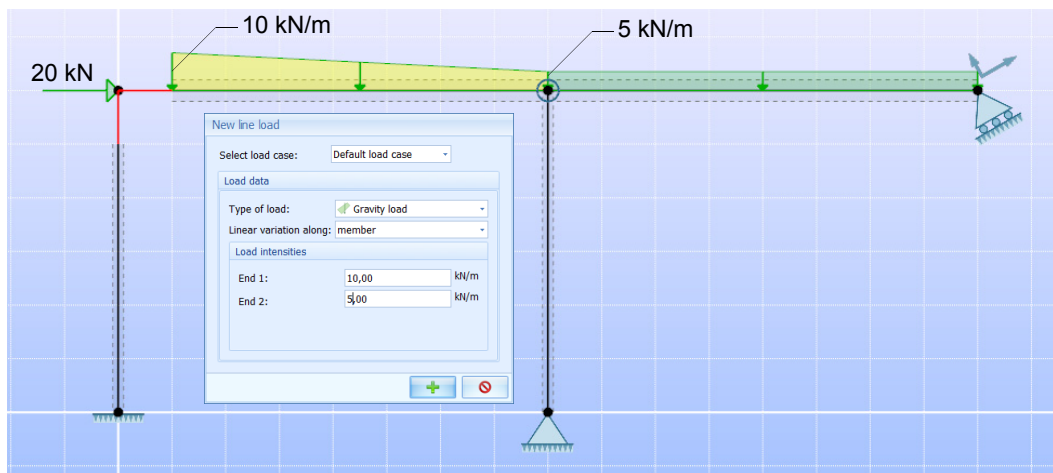 10 kN/m
5 kN/m
20 kN
New line load
Select load case: Default load case
Load data
Type of load: Gravity load
Linear variation along: member
Load intensities
End 1: 10,00 kN/m
End 2: 5,00 kN/m